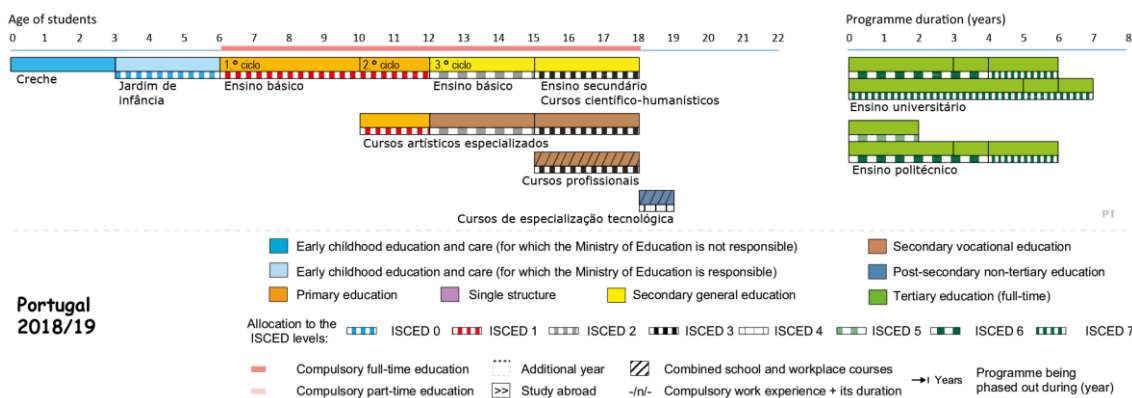 Age of students
Programme duration (years)
0 1 2 3 4 5 6 7 8 9 10 11 12 13 14 15 16 17 18 19 20 21 22
0 1 2 3 4 5 6 7 8
1.º ciclo
2.º ciclo
3.º ciclo
Creche
Jardim de
infância
Ensino básico
Ensino básico
Ensino secundário
Cursos científico-humanísticos
Ensino universitário
Cursos artísticos especializados
Cursos profissionais
Ensino politécnico
Cursos de especialização tecnológica
PT
Early childhood education and care (for which the Ministry of Education is not responsible)
Secondary vocational education
Early childhood education and care (for which the Ministry of Education is responsible)
Post-secondary non-tertiary education
Primary education
Single structure
Secondary general education
Tertiary education (full-time)
Portugal
2018/19
Allocation to the
ISCED levels:
ISCED 0
ISCED 1
ISCED 2
ISCED 3
ISCED 4
ISCED 5
ISCED 6
ISCED 7
Compulsory full-time education
Additional year
Combined school and workplace courses
Years
Programme being
phased out during (year)
Compulsory part-time education
>> Study abroad
-/n/- Compulsory work experience + its duration